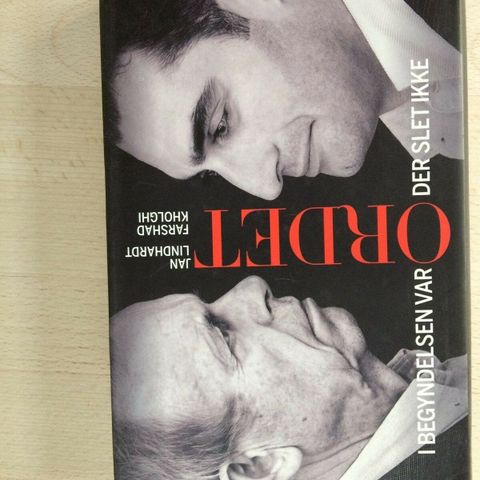 JAN
LINDHARDT
FARSHAD
KHOLGHI
I BEGYNDELSEN VAR
ORDET
DER SLET IKKE